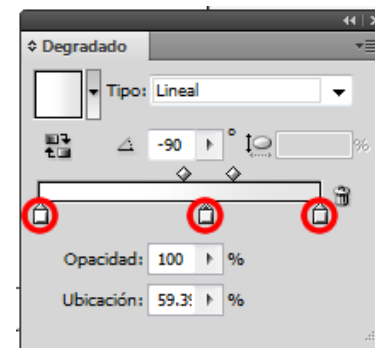 Degradado
Tipo: Lineal
-90 ° %
Opacidad: 100 %
Ubicación: 59.3 %